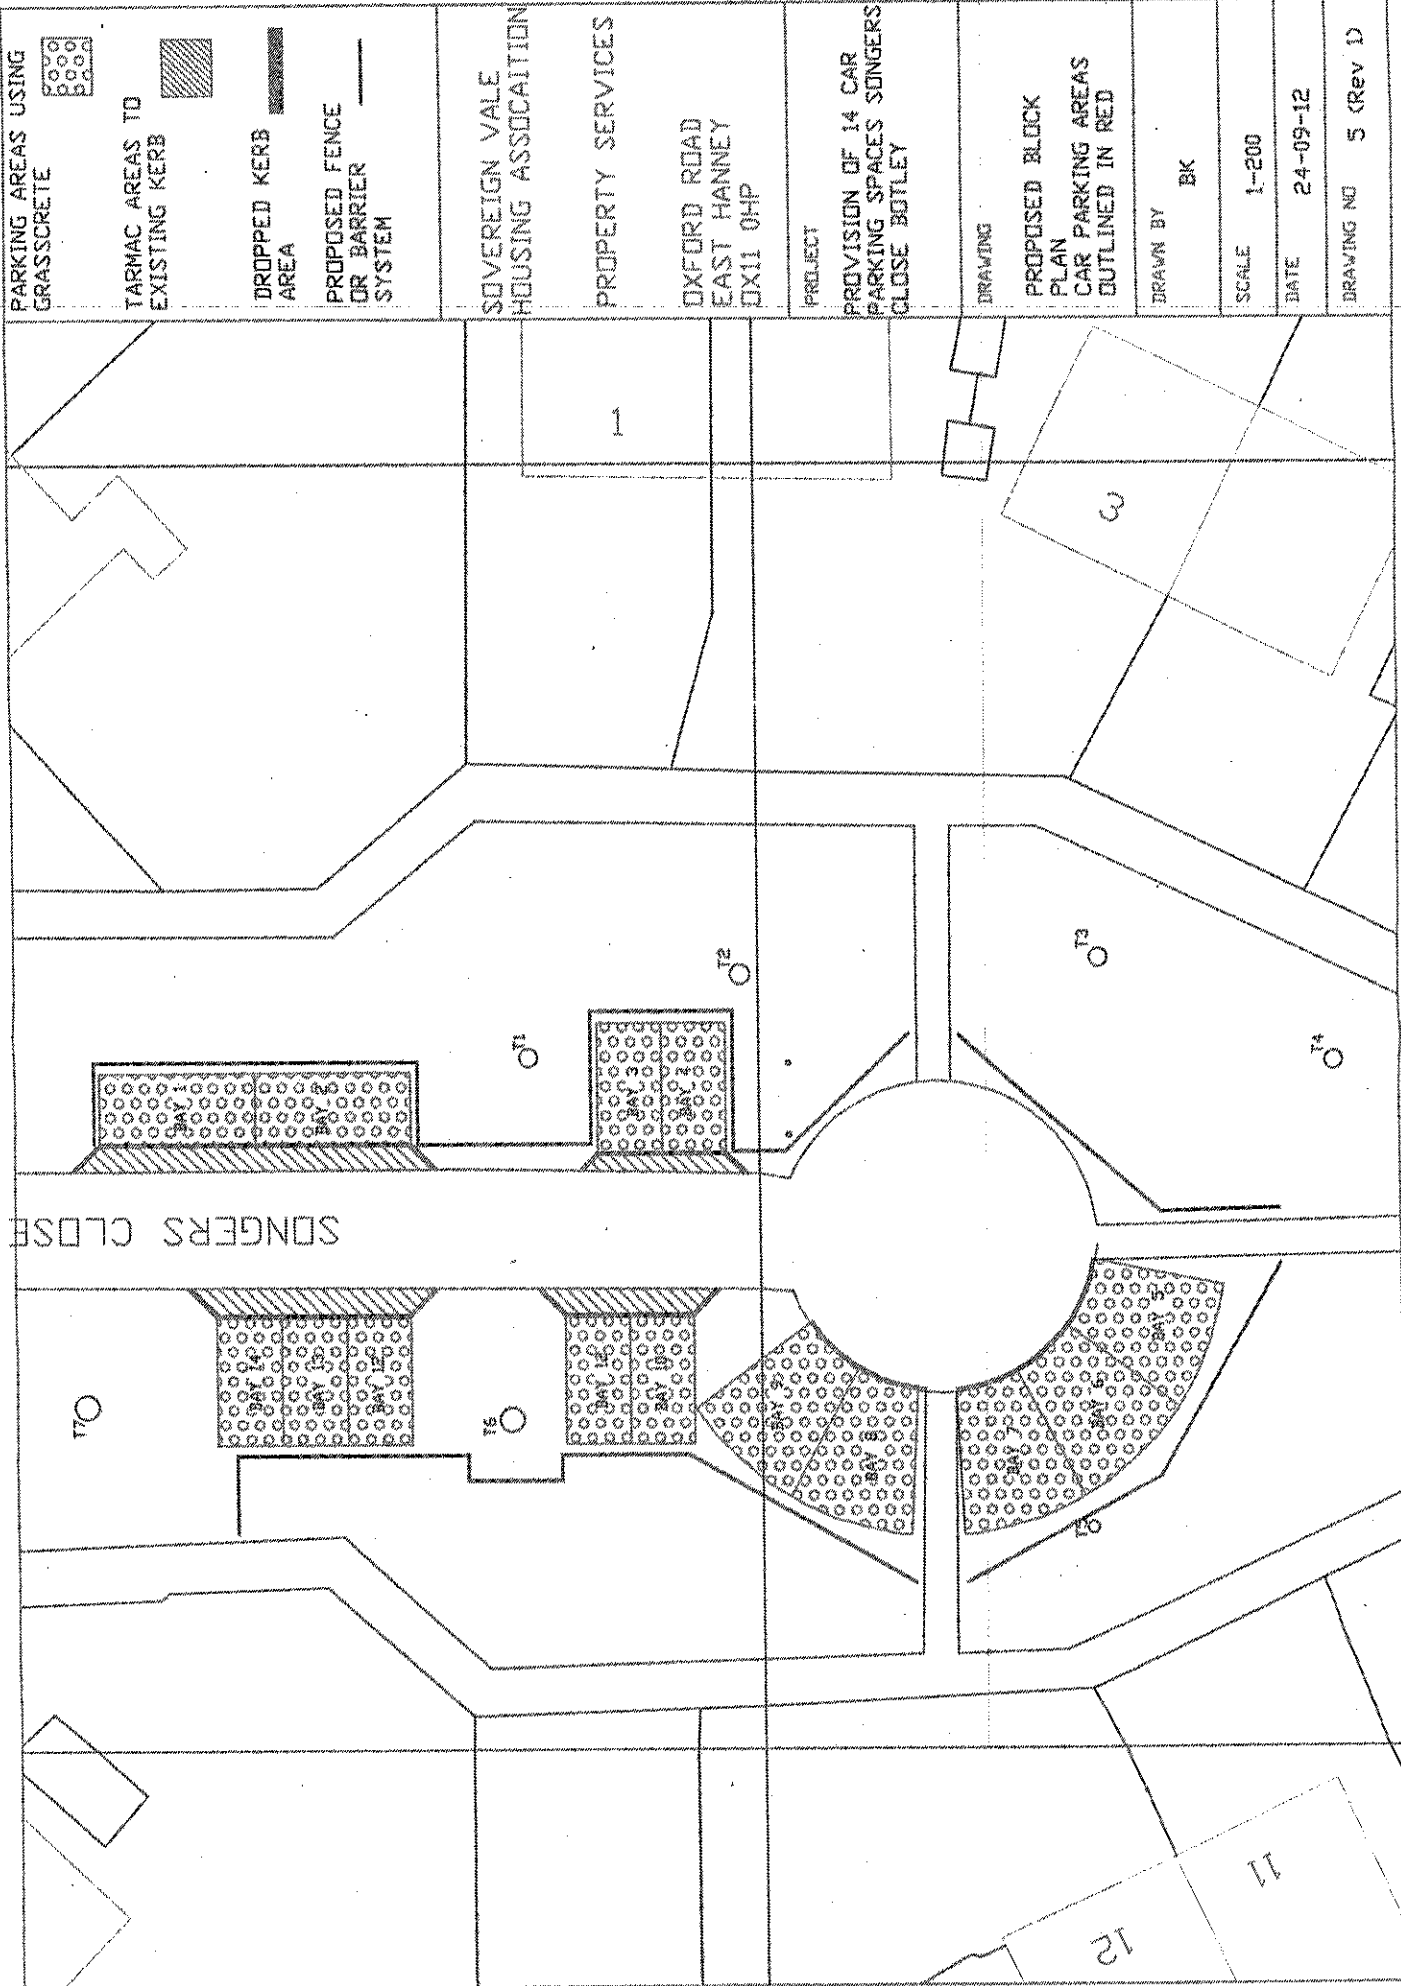 PARKING AREAS USING
GRASSCRETE
TARMAC AREAS TO
EXISTING KERB
DROPPED KERB
AREA
PROPOSED FENCE
OR BARRIER
SYSTEM
SOVEREIGN VALE
HOUSING ASSOCAITION
PROPERTY SERVICES
OXFORD ROAD
EAST HANNEY
OX11 0HP
PROJECT
PROVISION OF 14 CAR
PARKING SPACES SONGERS
CLOSE BOTLEY
DRAWING
PROPOSED BLOCK
PLAN
CAR PARKING AREAS
OUTLINED IN RED
DRAWN BY
BK
SCALE
1-200
DATE
24-09-12
DRAWING NO
5 (Rev 1)
1
3
T1
T2
T3
T4
BAY 1
BAY 2
BAY 3
BAY 4
SONGERS CLOSE
BAY 14
BAY 13
BAY 12
BAY 12
BAY 10
BAY 9
BAY 8
BAY 7
BAY 6
BAY 5
T7
T6
T5
11
12